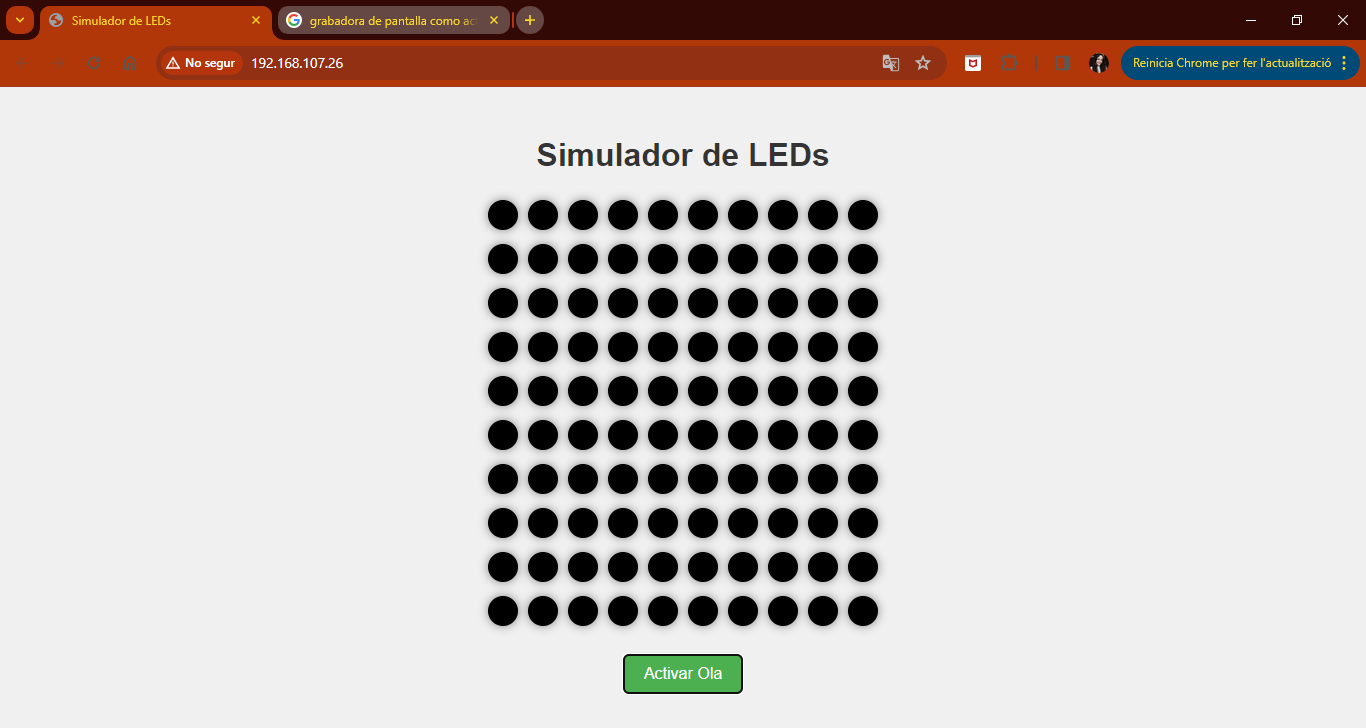 Simulador de LEDs
grabadora de pantalla como ac
No segur
192.168.107.26
Reinicia Chrome per fer l'actualització
Simulador de LEDs
Activar Ola